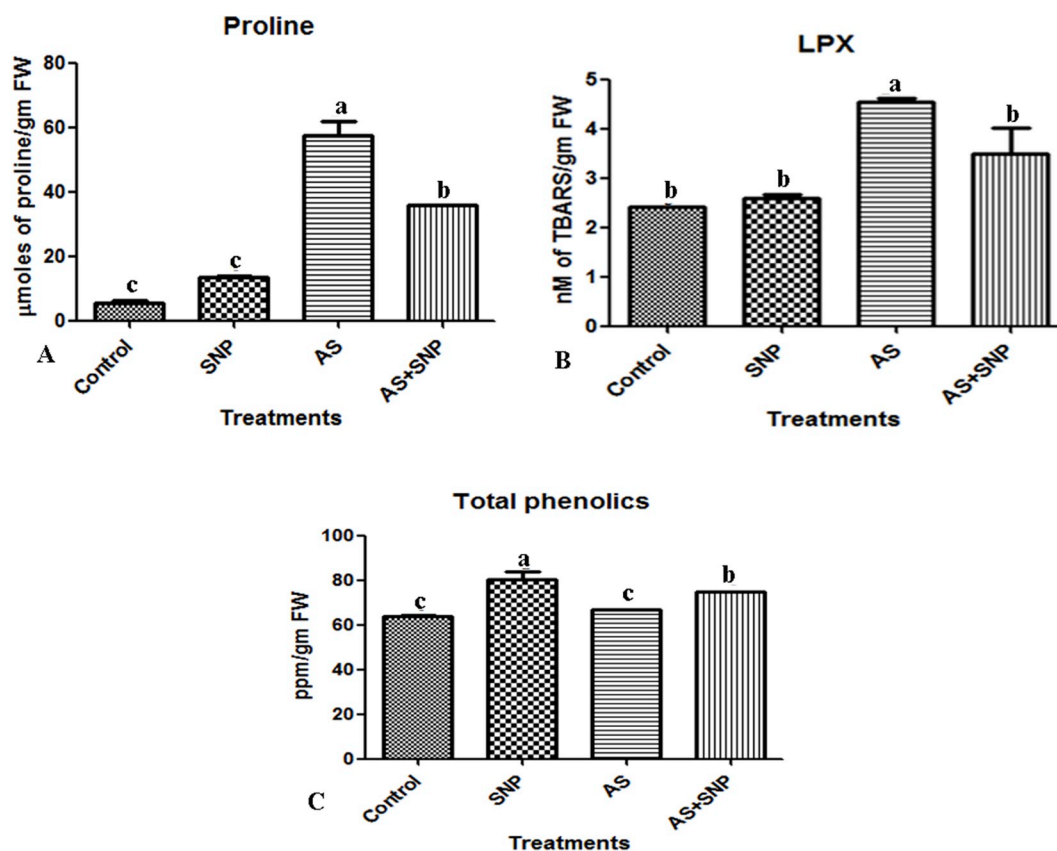 Proline
μmoles of proline/gm FW
80
60
40
20
0
c
c
a
b
Control
SNP
AS
AS+SNP
Treatments
A
LPX
nM of TBARS/gm FW
5
4
3
2
1
0
b
b
a
b
Control
SNP
AS
AS+SNP
Treatments
B
Total phenolics
ppm/gm FW
100
80
60
40
20
0
c
a
c
b
Control
SNP
AS
AS+SNP
Treatments
C